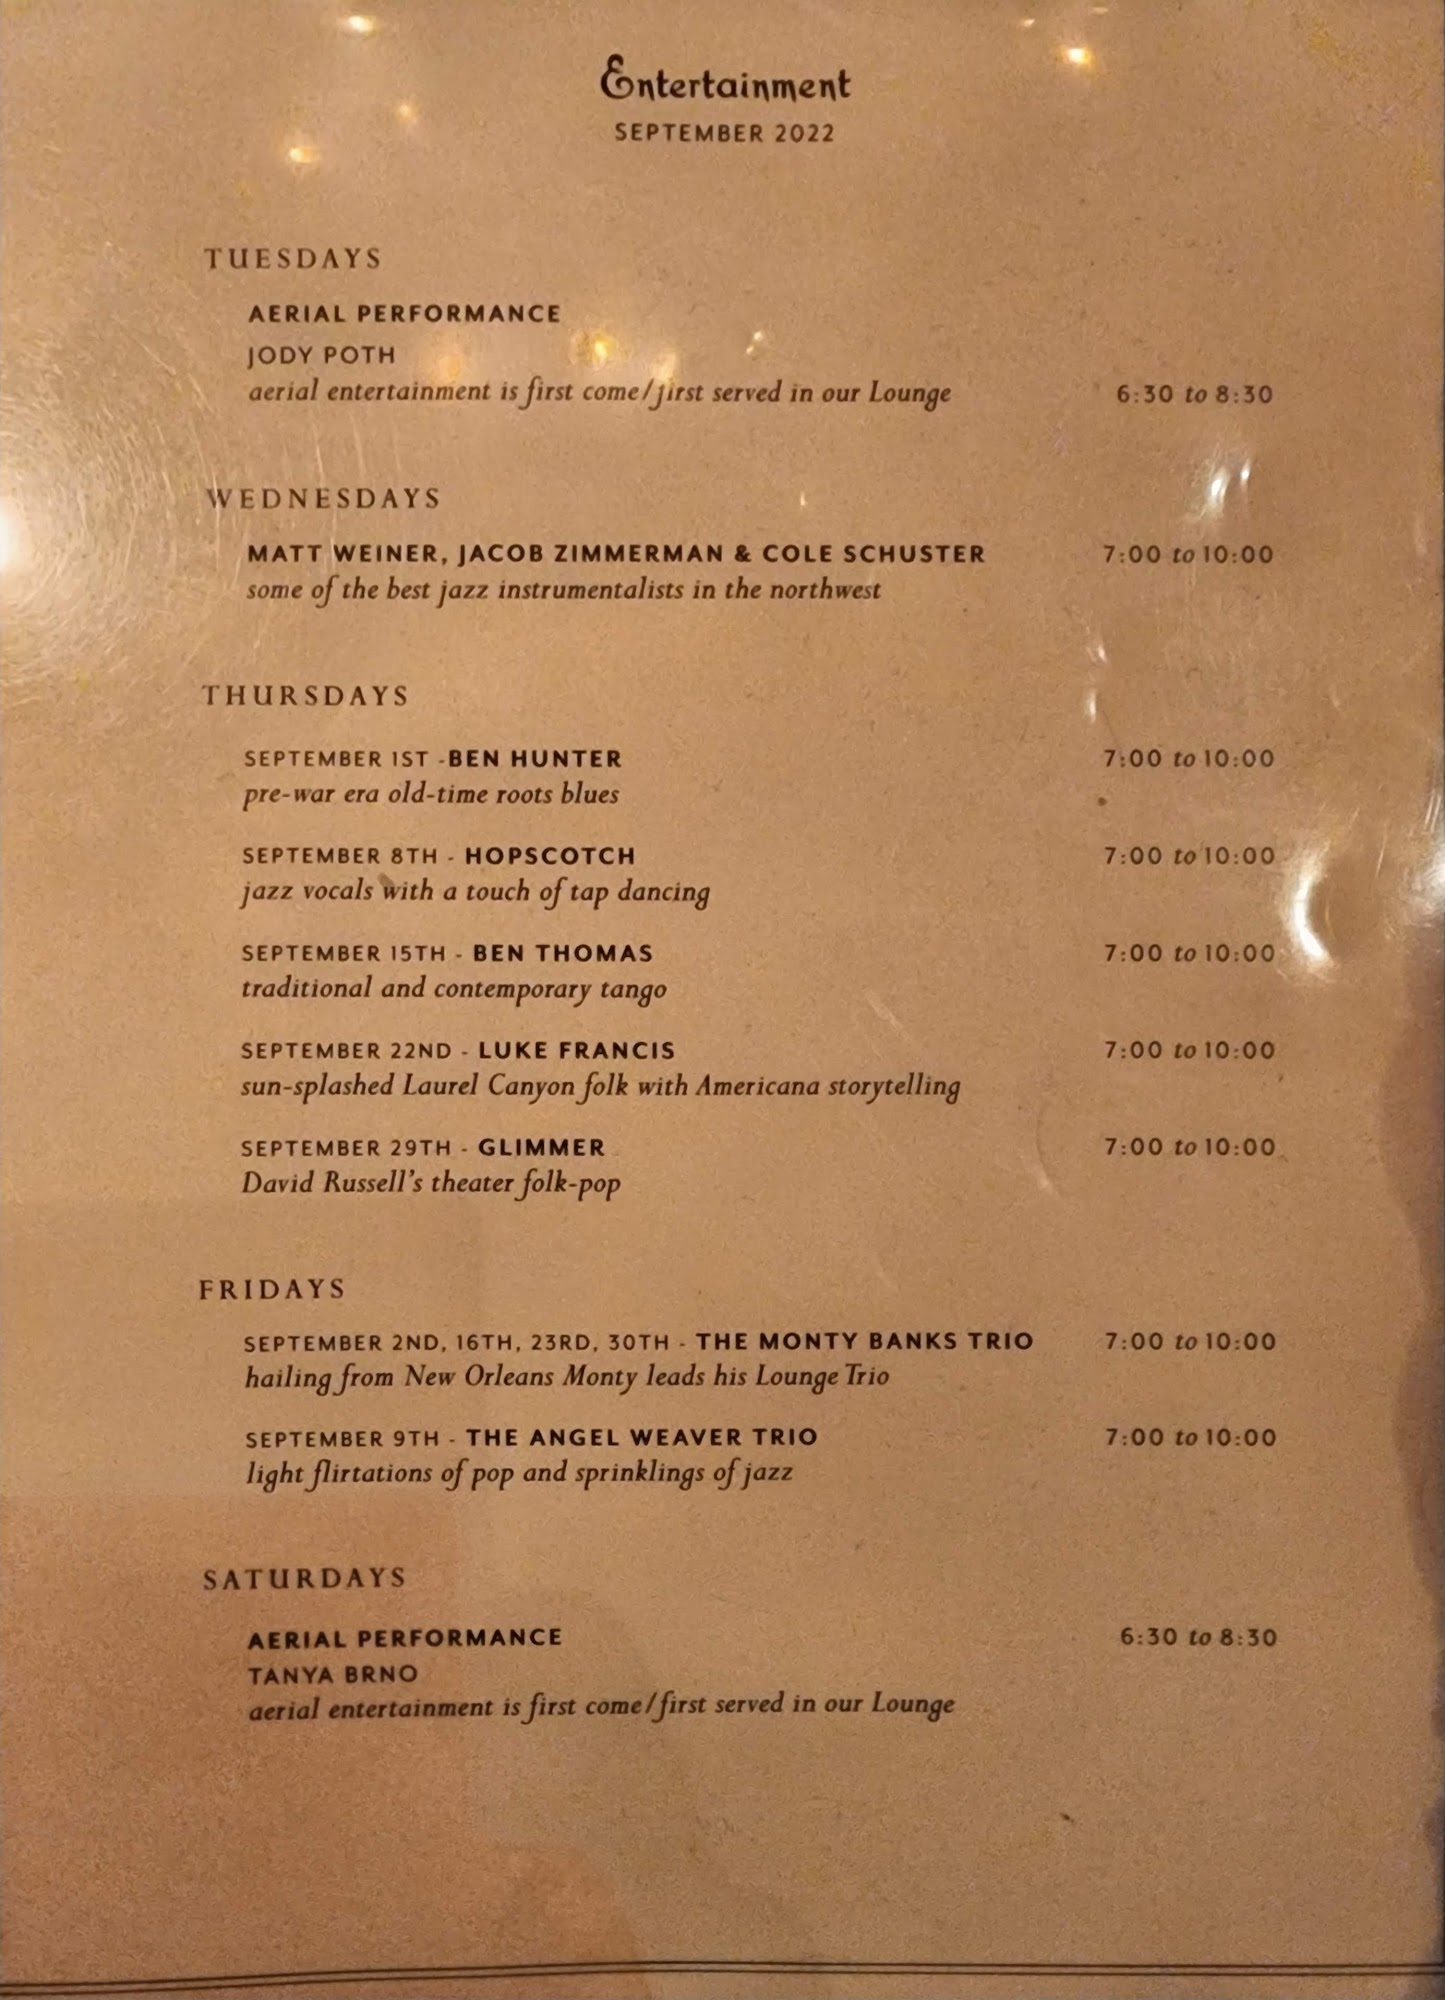 Entertainment
SEPTEMBER 2022
TUESDAYS
AERIAL PERFORMANCE
JODY POTH
aerial entertainment is first come/first served in our Lounge 6:30 to 8:30
WEDNESDAYS
MATT WEINER, JACOB ZIMMERMAN & COLE SCHUSTER 7:00 to 10:00
some of the best jazz instrumentalists in the northwest
THURSDAYS
SEPTEMBER 1ST -BEN HUNTER 7:00 to 10:00
pre-war era old-time roots blues
SEPTEMBER 8TH - HOPSCOTCH 7:00 to 10:00
jazz vocals with a touch of tap dancing
SEPTEMBER 15TH - BEN THOMAS 7:00 to 10:00
traditional and contemporary tango
SEPTEMBER 22ND - LUKE FRANCIS 7:00 to 10:00
sun-splashed Laurel Canyon folk with Americana storytelling
SEPTEMBER 29TH - GLIMMER 7:00 to 10:00
David Russell's theater folk-pop
FRIDAYS
SEPTEMBER 2ND, 16TH, 23RD, 30TH - THE MONTY BANKS TRIO 7:00 to 10:00
hailing from New Orleans Monty leads his Lounge Trio
SEPTEMBER 9TH - THE ANGEL WEAVER TRIO 7:00 to 10:00
light flirtations of pop and sprinklings of jazz
SATURDAYS
AERIAL PERFORMANCE 6:30 to 8:30
TANYA BRNO
aerial entertainment is first come/first served in our Lounge